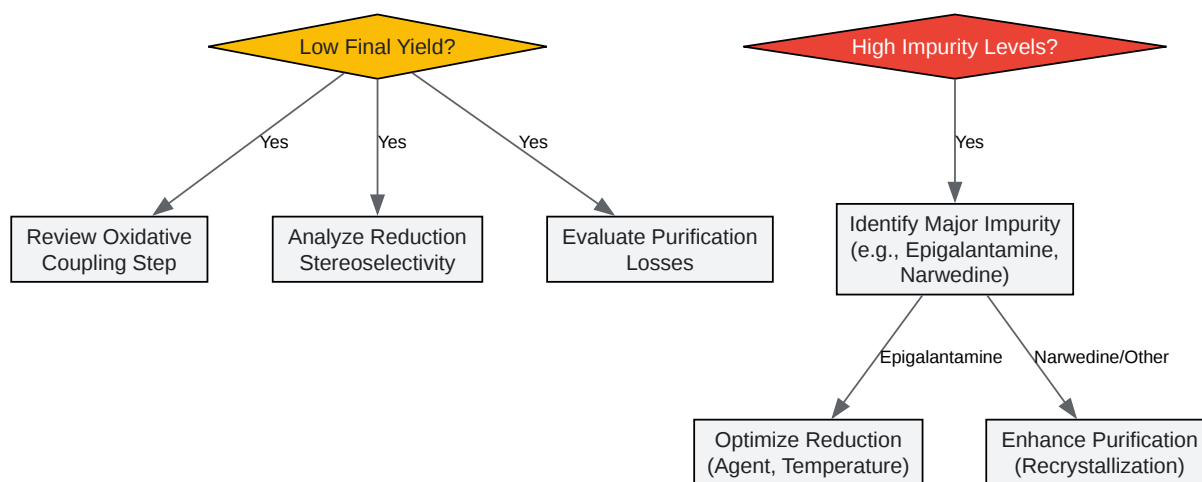 Low Final Yield?
High Impurity Levels?
Yes
Yes
Yes
Yes
Review Oxidative
Coupling Step
Analyze Reduction
Stereoselectivity
Evaluate Purification
Losses
Identify Major Impurity
(e.g., Epigalantamine,
Narwedine)
Epigalantamine
Narwedine/Other
Optimize Reduction
(Agent, Temperature)
Enhance Purification
(Recrystallization)